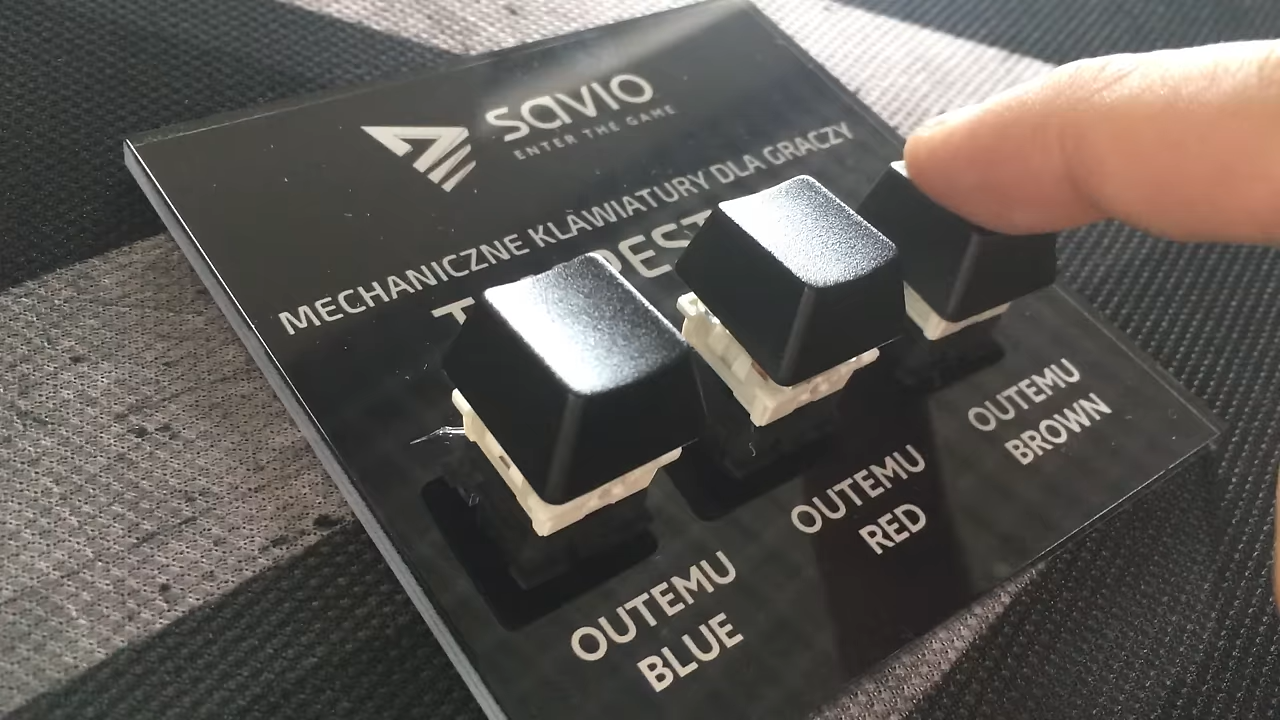 savio
ENTER THE GAME
MECHANICZNE KLAWIATURY DLA GRACZY
OUTEMU
BLUE
OUTEMU
RED
OUTEMU
BROWN